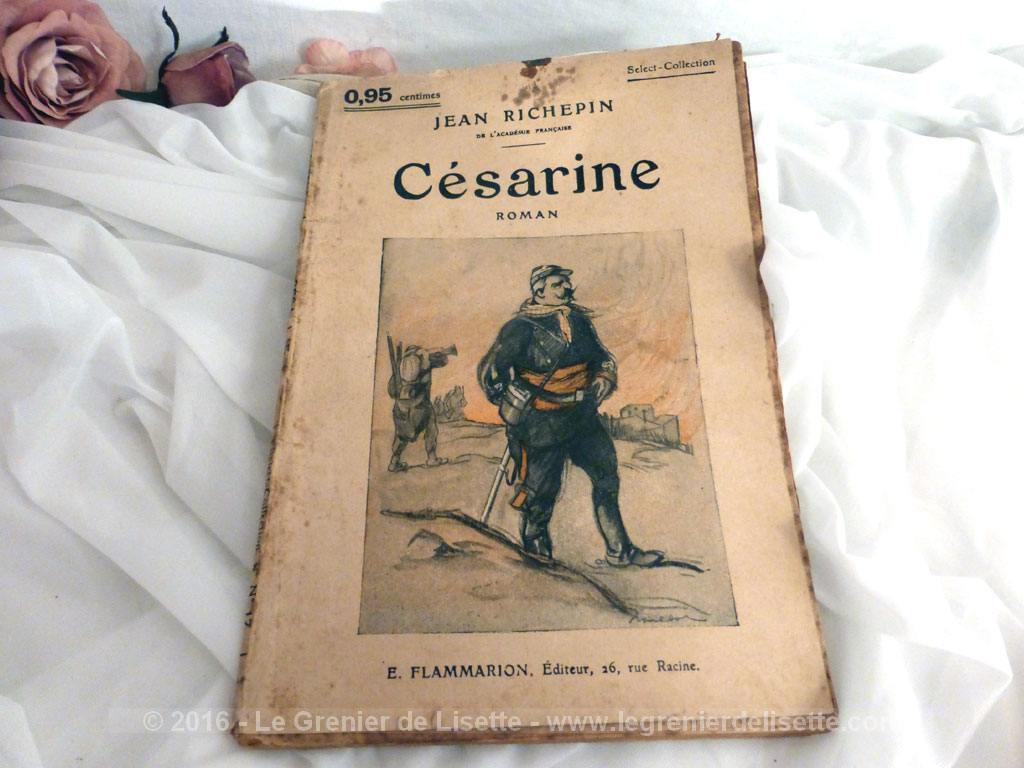 0,95 centimes
Select-Collection
JEAN RICHEPIN
DE L'ACADÉMIE FRANÇAISE
Césarine
ROMAN
E. FLAMMARION, Éditeur, 26, rue Racine.
© 2016 - Le Grenier de Lisette - www.legrenierdelisette.com